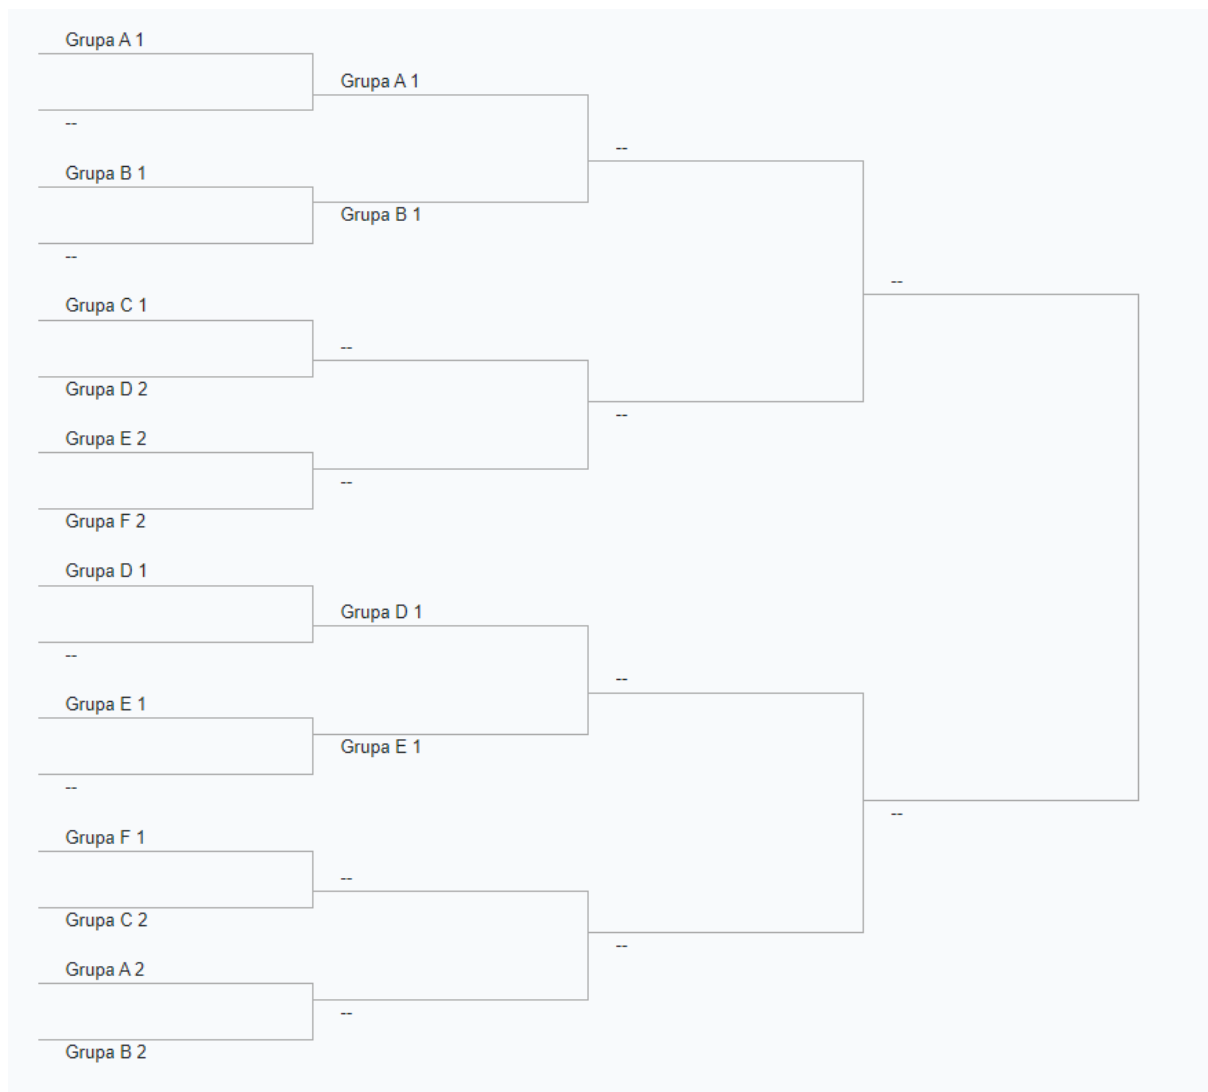 Grupa A 1
--
Grupa B 1
--
Grupa C 1
Grupa D 2
Grupa E 2
Grupa F 2
Grupa D 1
--
Grupa E 1
--
Grupa F 1
Grupa C 2
Grupa A 2
Grupa B 2
Grupa A 1
Grupa B 1
--
--
Grupa D 1
Grupa E 1
--
--
--
--
--
--
--
--